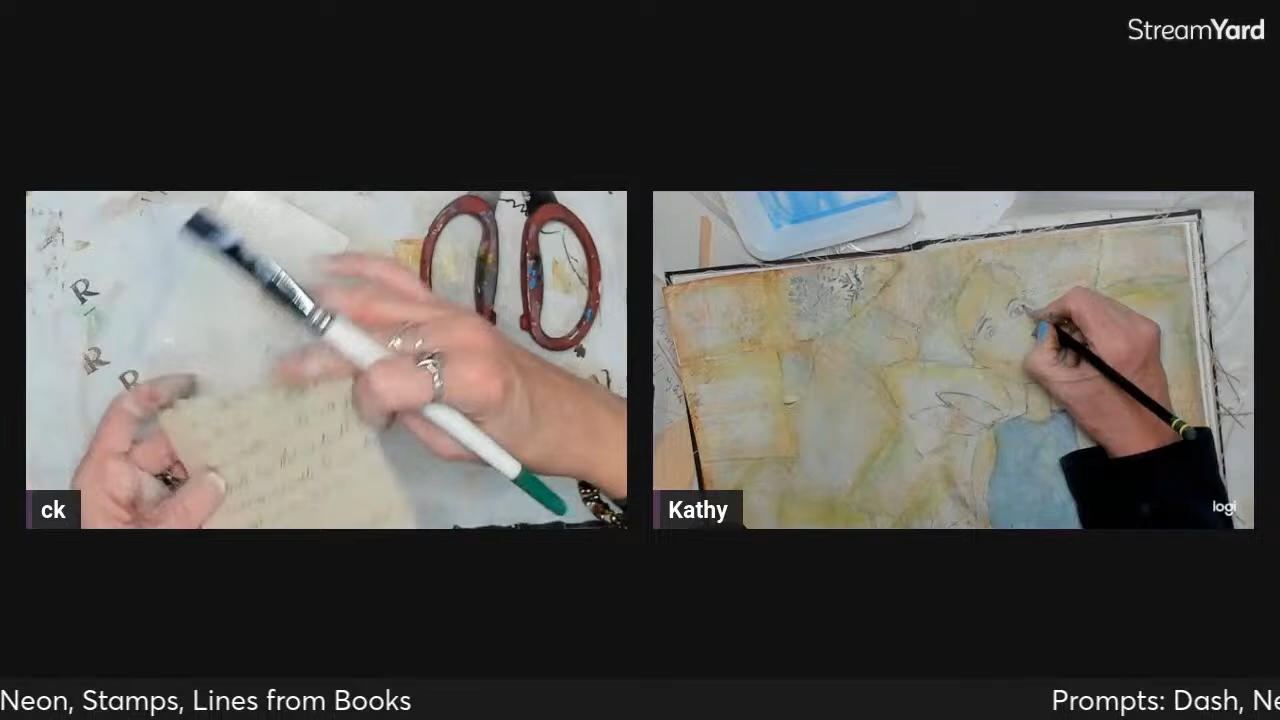 StreamYard
R
R
R
ck
Kathy
logi
Neon, Stamps, Lines from Books
Prompts: Dash, Ne